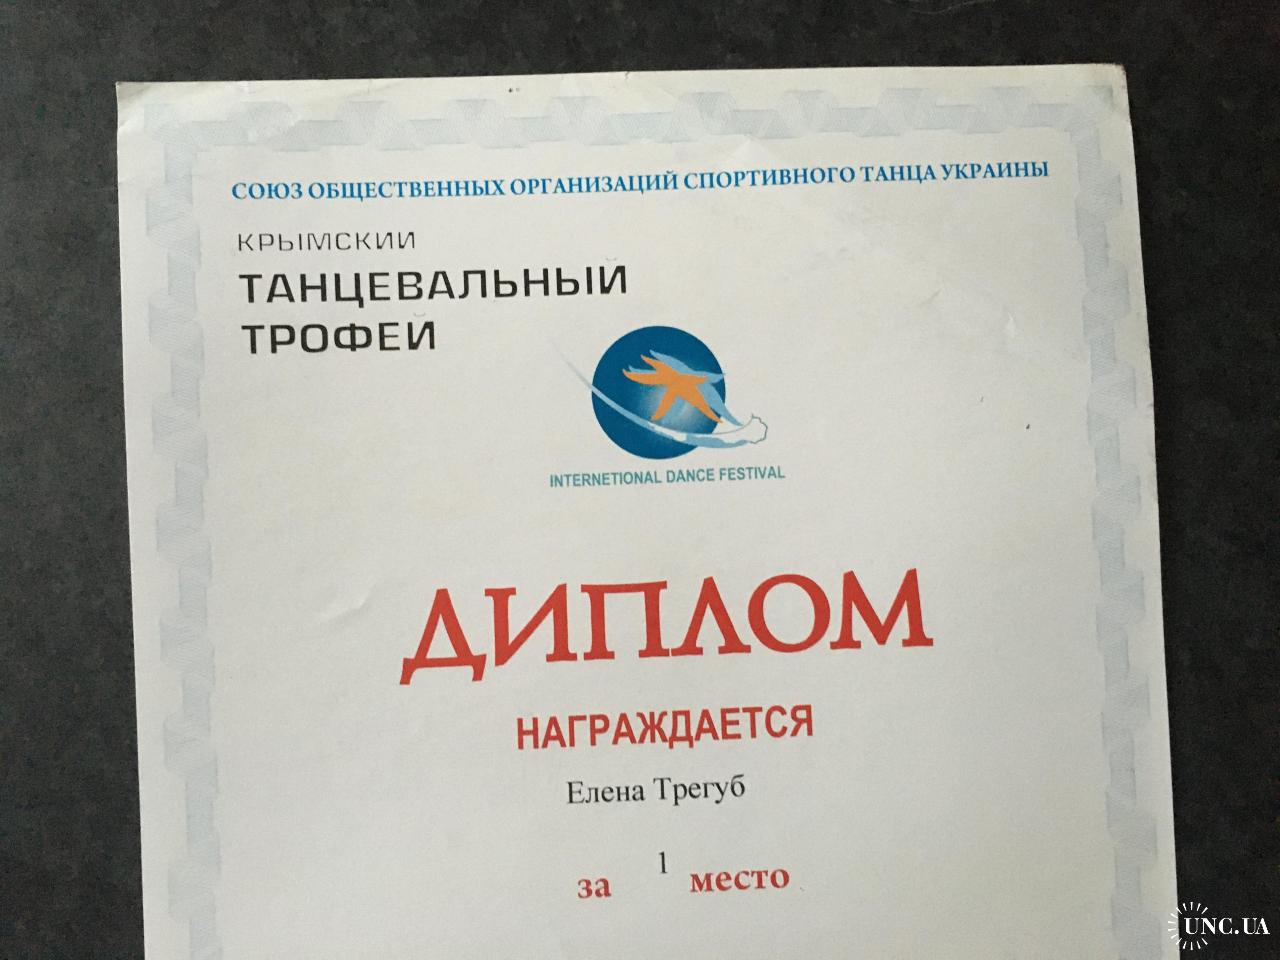 СОЮЗ ОБЩЕСТВЕННЫХ ОРГАНИЗАЦИЙ СПОРТИВНОГО ТАНЦА УКРАИНЫ
КРЫМСКИЙ
ТАНЦЕВАЛЬНЫЙ
ТРОФЕЙ
INTERNETIONAL DANCE FESTIVAL
ДИПЛОМ
НАГРАЖДАЕТСЯ
Елена Трегуб
за 1 место
UNC.UA